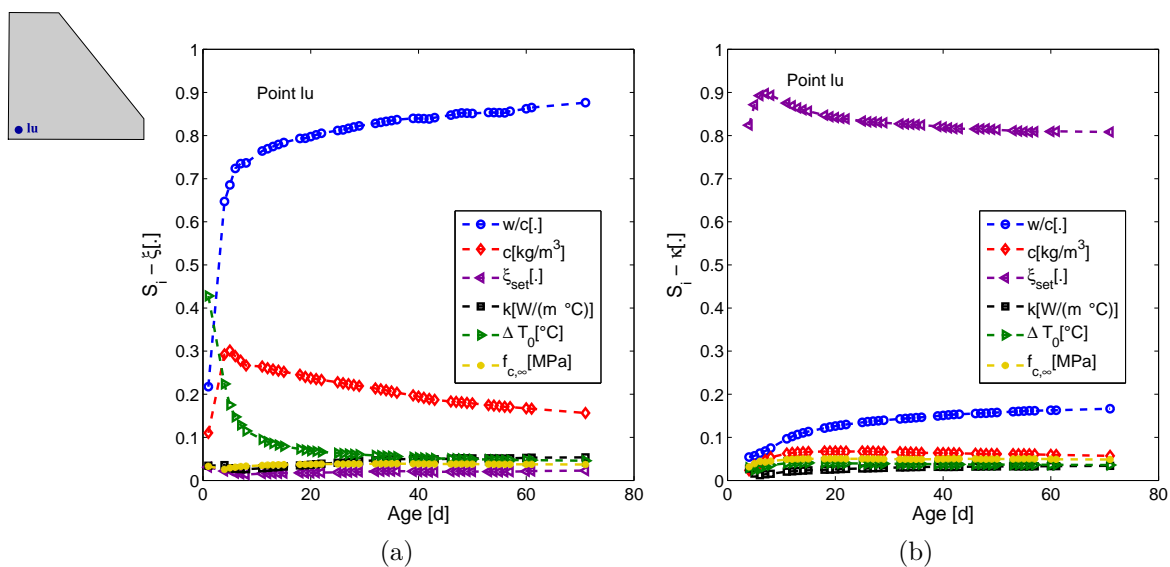 lu
Point lu
S_i − ξ[.]
1
0.9
0.8
0.7
0.6
0.5
0.4
0.3
0.2
0.1
0
0 20 40 60 80
Age [d]
w/c[.]
c[kg/m³]
ξ_set[.]
k[W/(m °C)]
Δ T_0[°C]
f_c,∞[MPa]
(a)
Point lu
S_i − κ[.]
1
0.9
0.8
0.7
0.6
0.5
0.4
0.3
0.2
0.1
0
0 20 40 60 80
Age [d]
w/c[.]
c[kg/m³]
ξ_set[.]
k[W/(m °C)]
Δ T_0[°C]
f_c,∞[MPa]
(b)